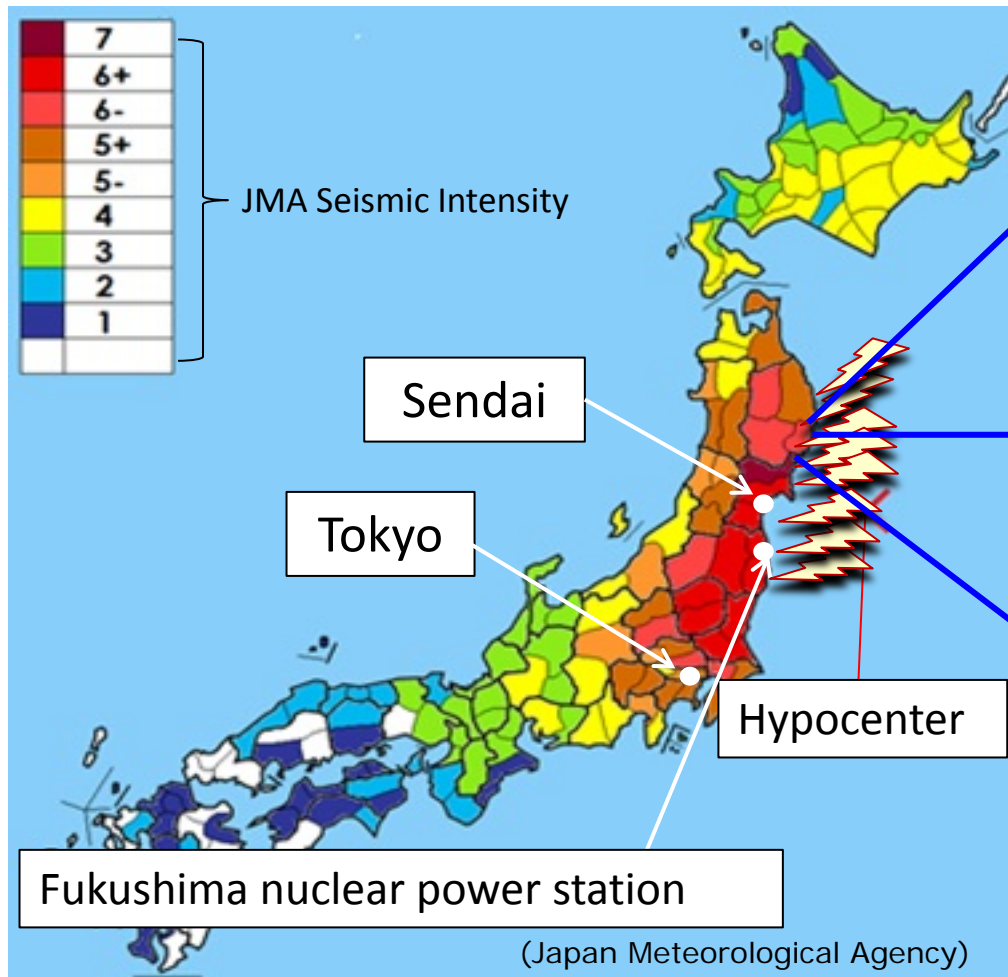 7
6+
6-
5+
5-
4
3
2
1
JMA Seismic Intensity
Sendai
Tokyo
Hypocenter
Fukushima nuclear power station
(Japan Meteorological Agency)